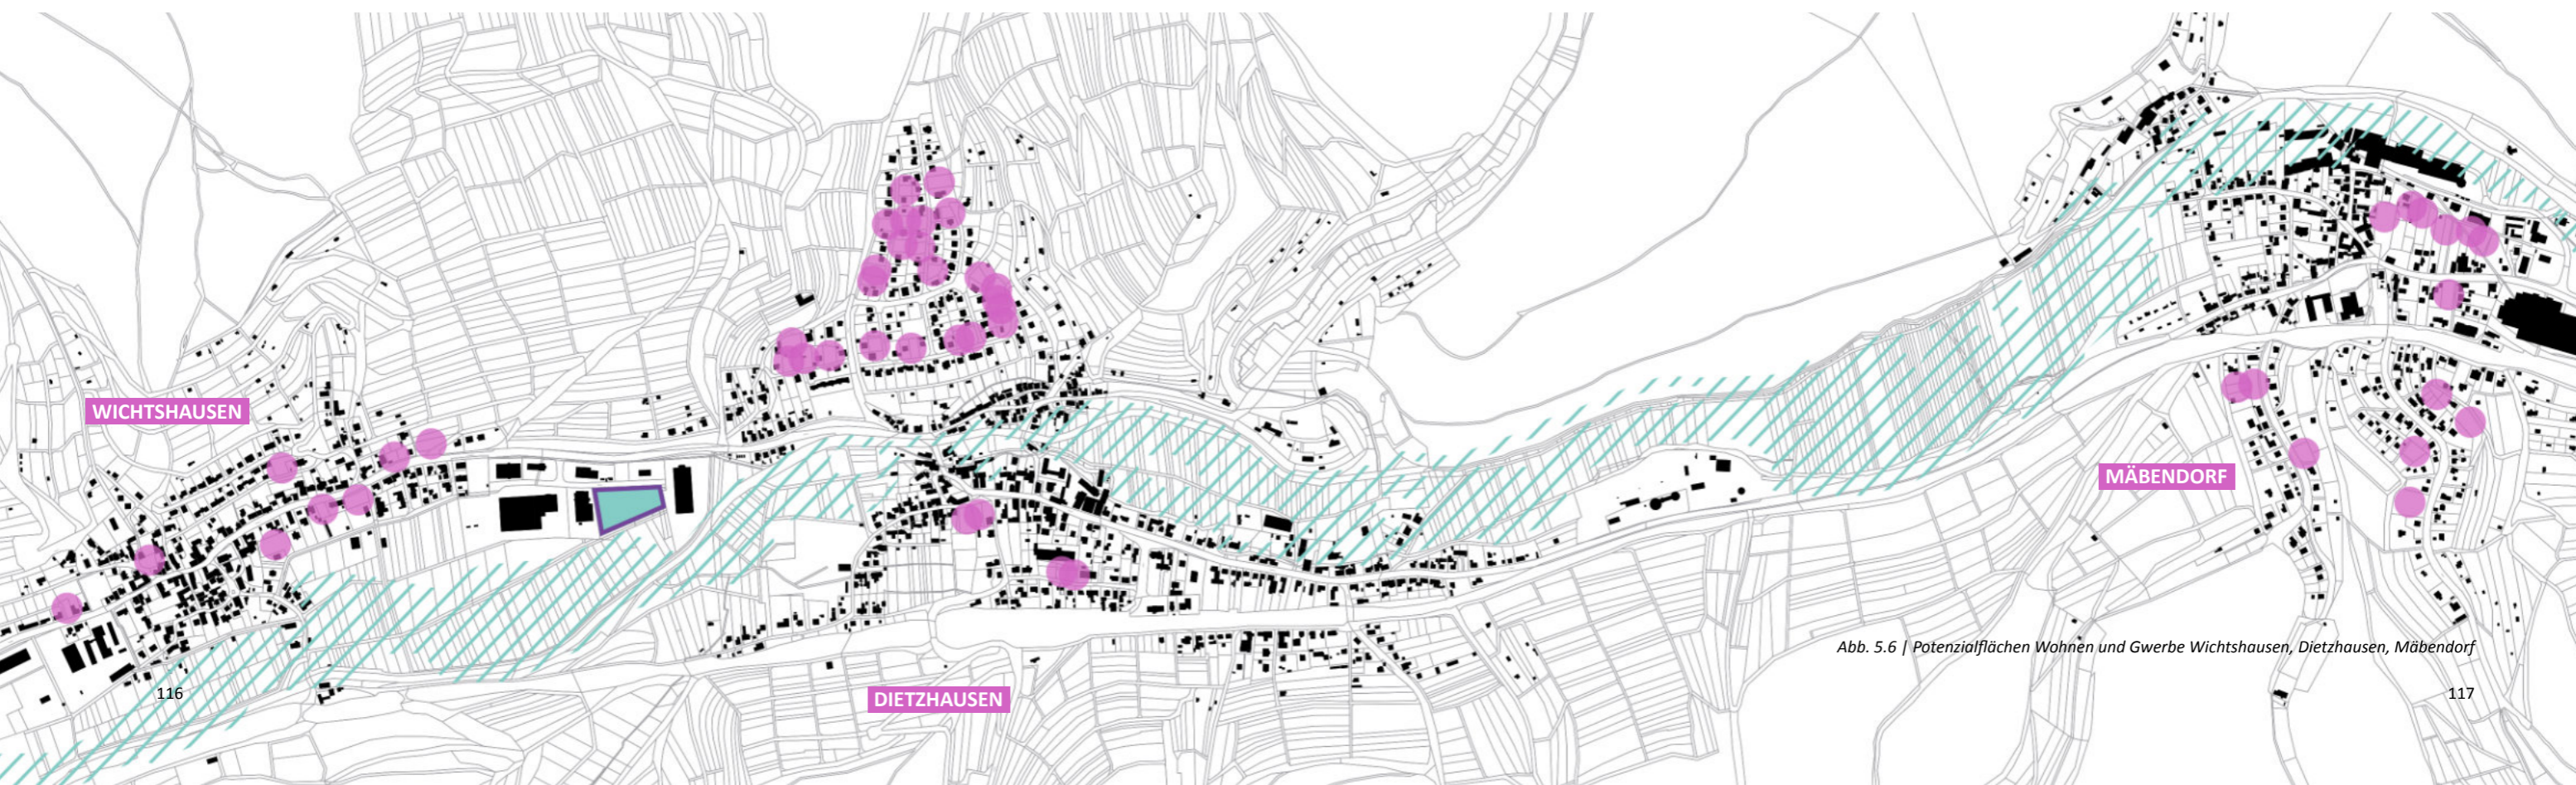 WICHTSHAUSEN
MÄBENDORF
Abb. 5.6 | Potenzialflächen Wohnen und Gwerbe Wichtshausen, Dietzhausen, Mäbendorf
116
DIETZHAUSEN
117